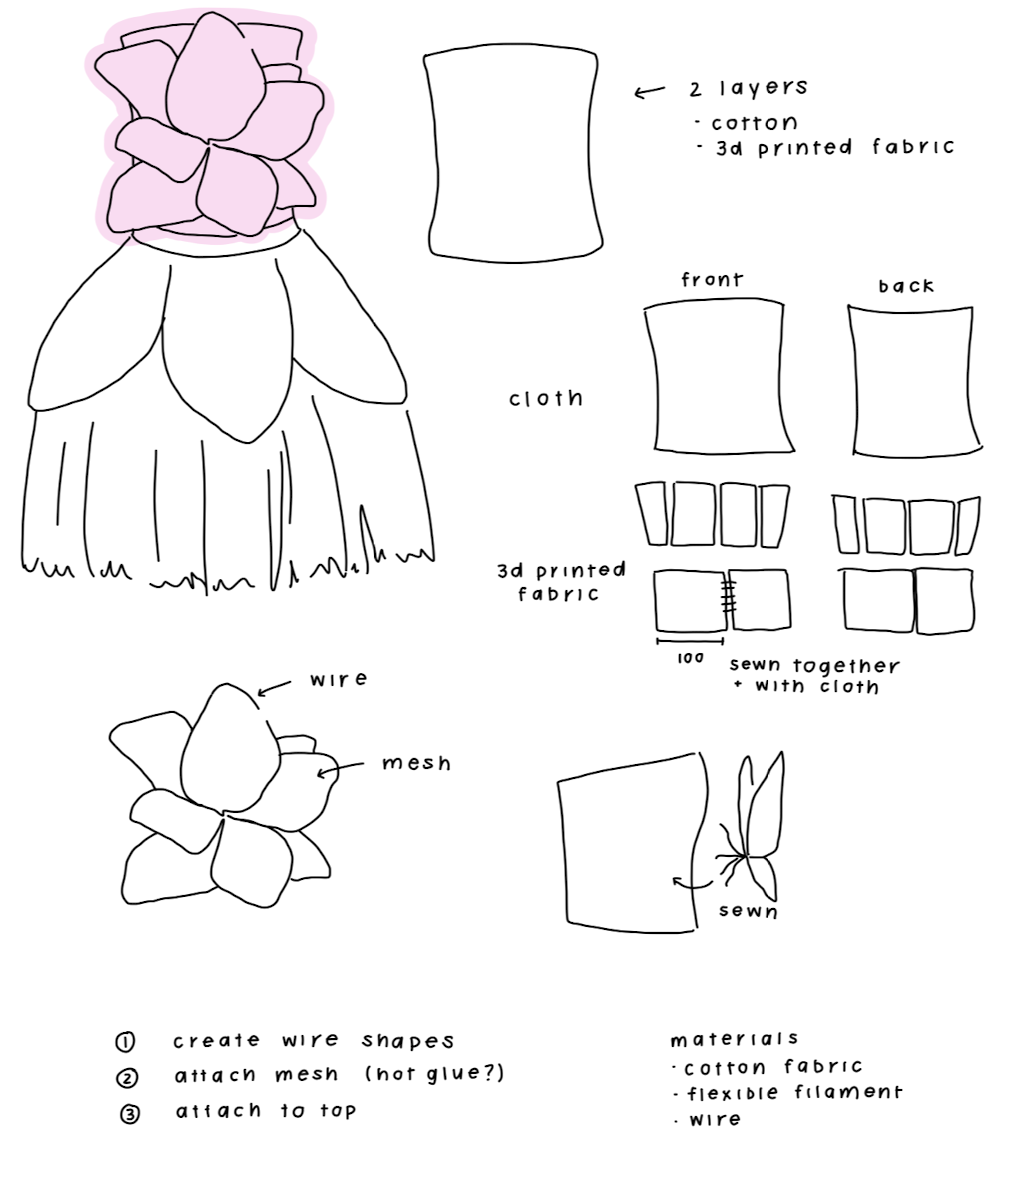 2 layers
- cotton
- 3d printed fabric
front
back
cloth
3d printed
fabric
100
sewn together
+ with cloth
wire
mesh
sewn
① create wire shapes
② attach mesh (hot glue?)
③ attach to top
materials
· cotton fabric
- flexible filament
· wire